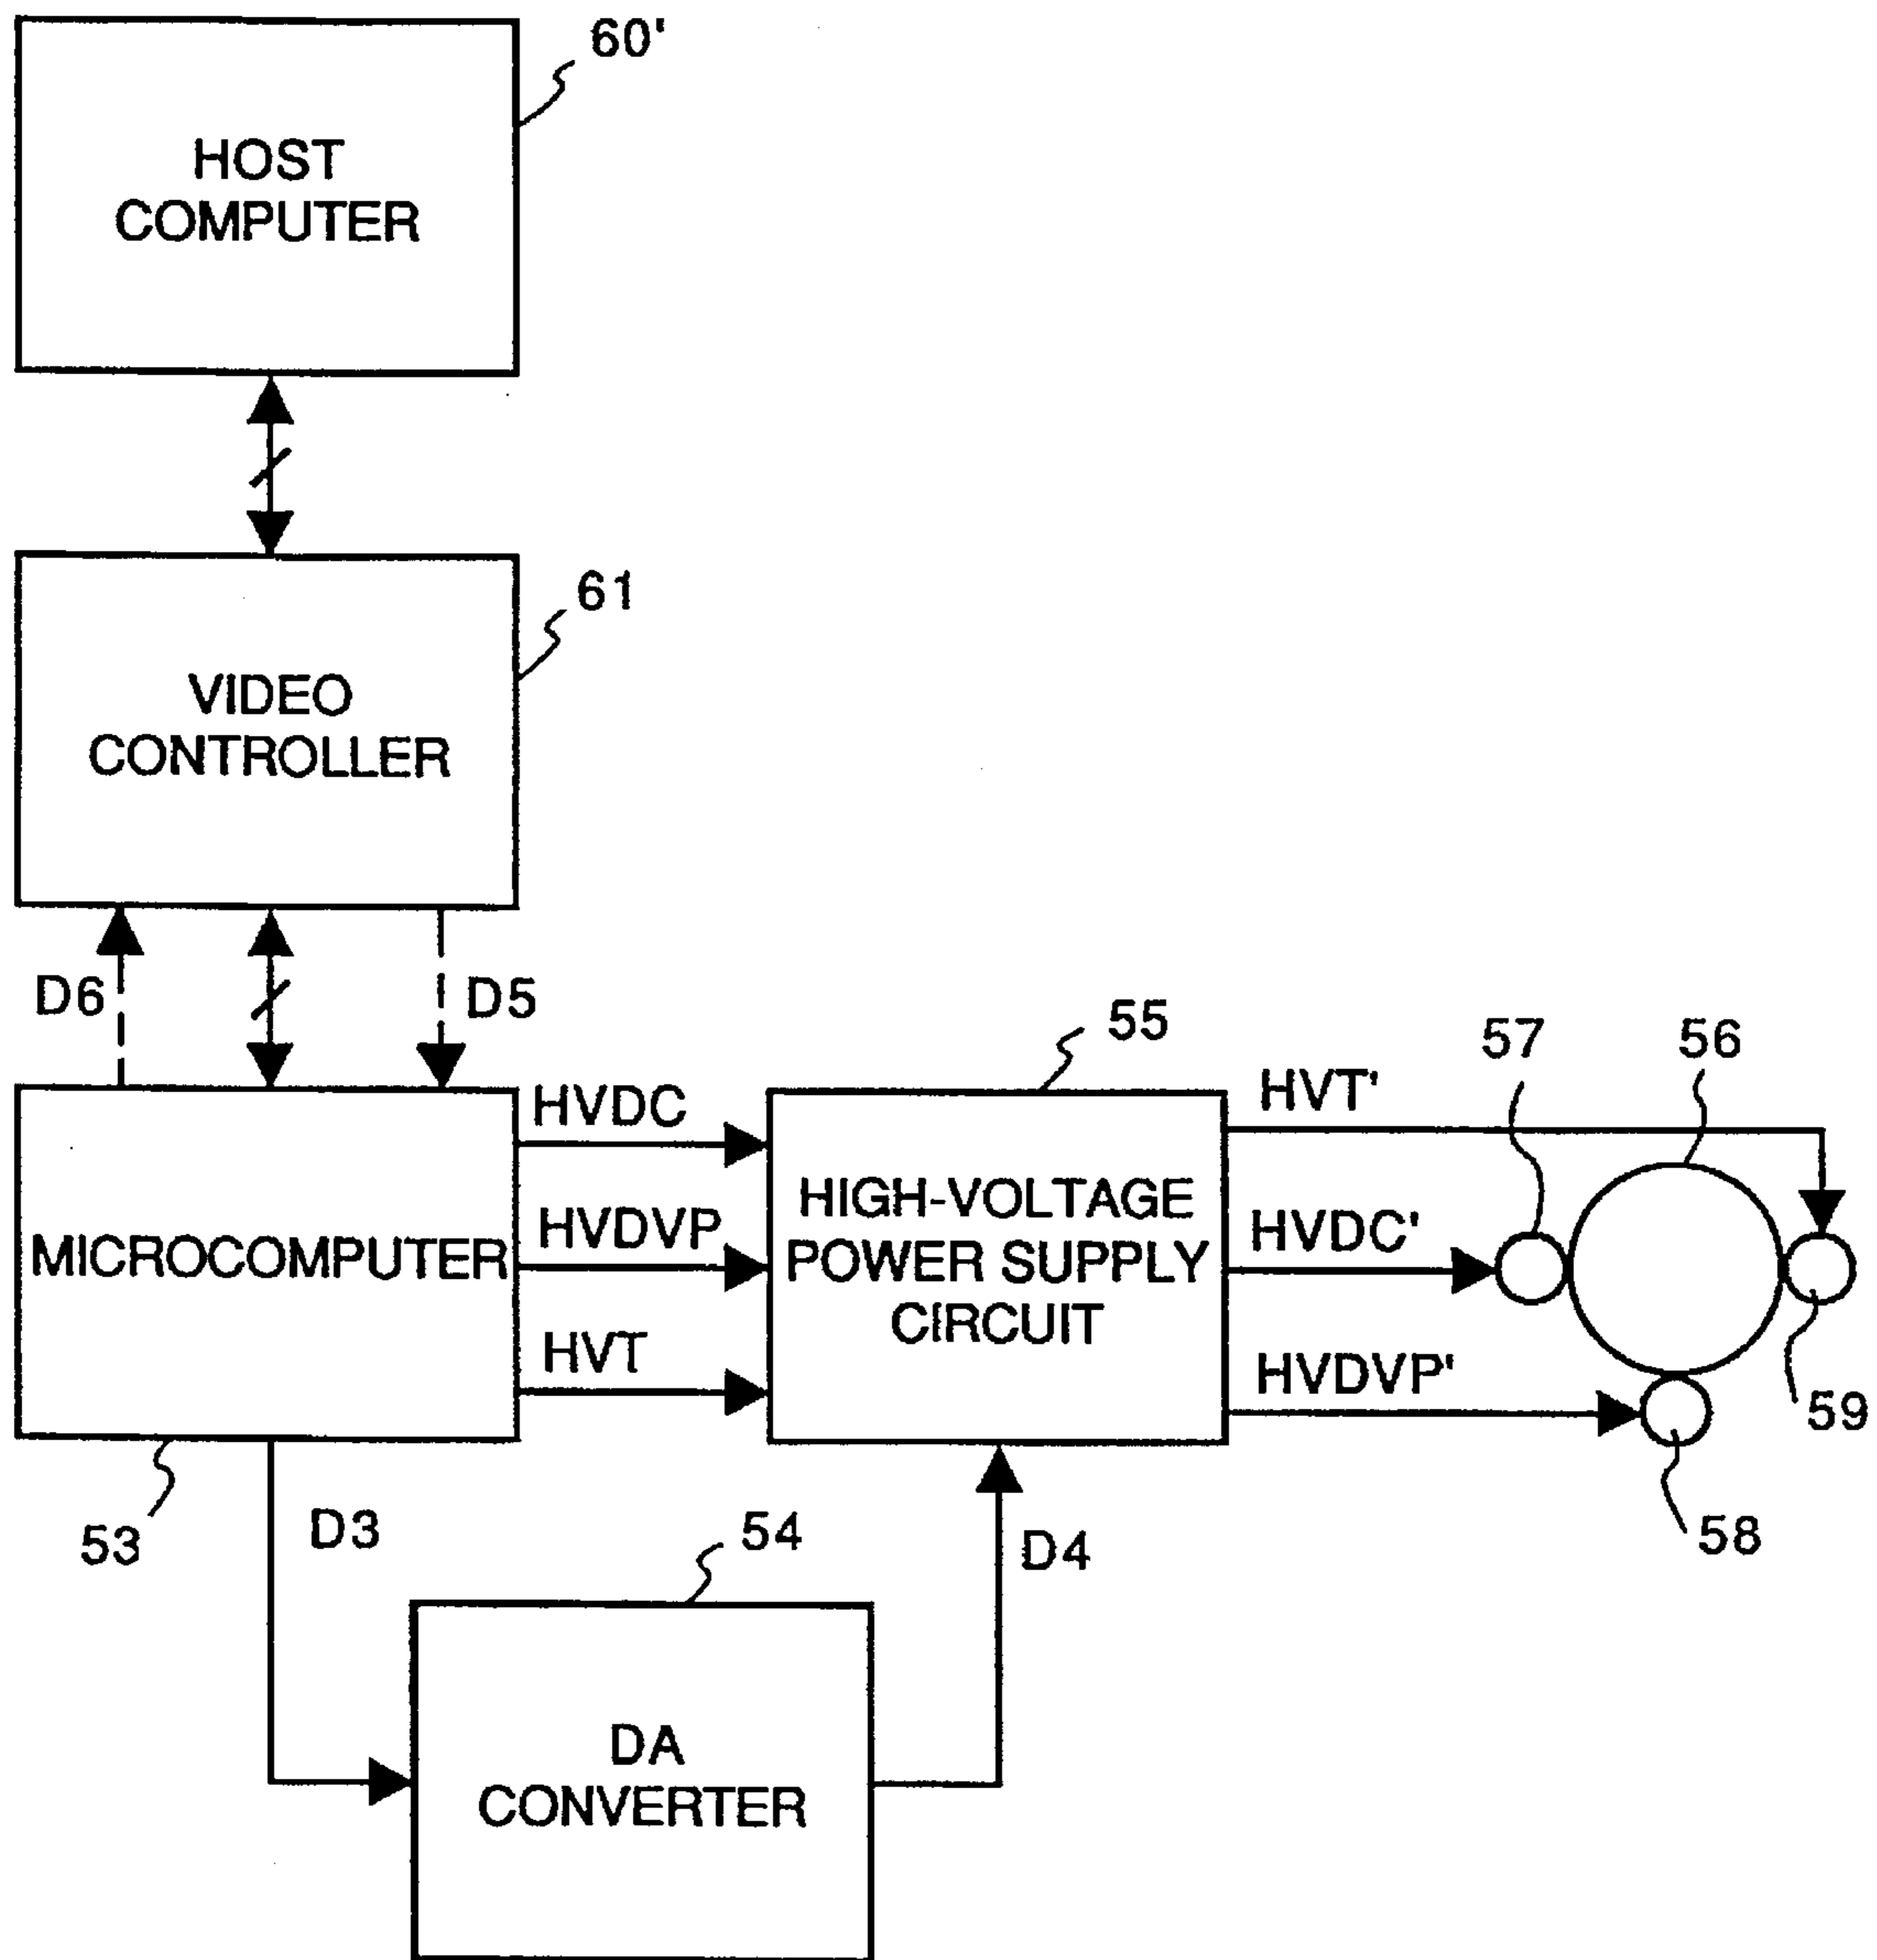 60'
HOST
COMPUTER
61
VIDEO
CONTROLLER
D6
D5
55
57
56
HVDC
HVT'
HIGH-VOLTAGE
POWER SUPPLY
CIRCUIT
HVDVP
HVDC'
MICROCOMPUTER
HVT
HVDVP'
59
58
53
D3
54
D4
DA
CONVERTER